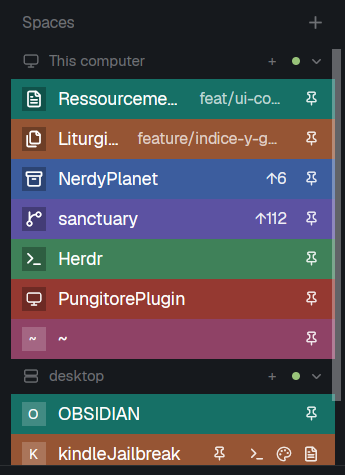 Spaces
This computer
Ressourceme... feat/ui-co...
Liturgi... feature/indice-y-g...
NerdyPlanet ↑6
sanctuary ↑112
Herdr
PungitorePlugin
~ ~
desktop
O OBSIDIAN
K kindleJailbreak